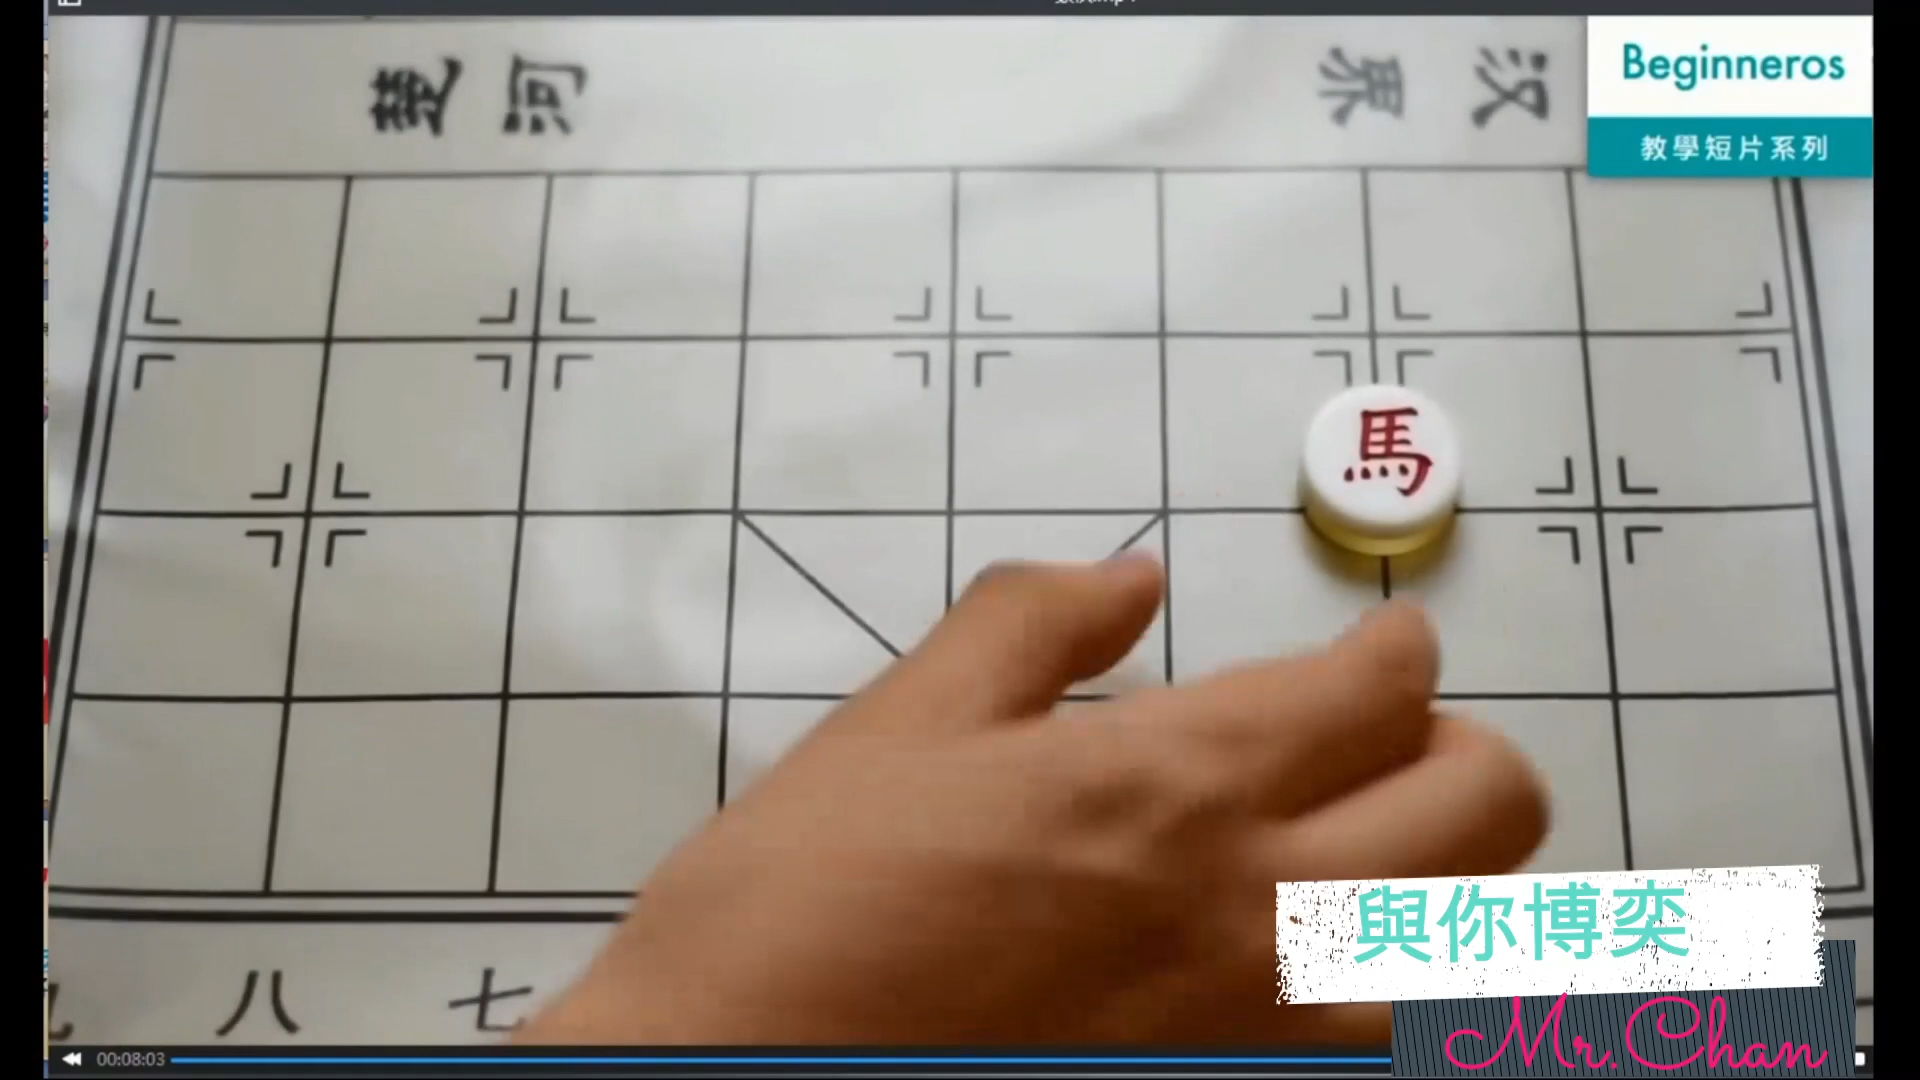 楚河
界汉
Beginneros
教學短片系列
馬
八 七
與你博奕
Mr. Chan
00:08:03